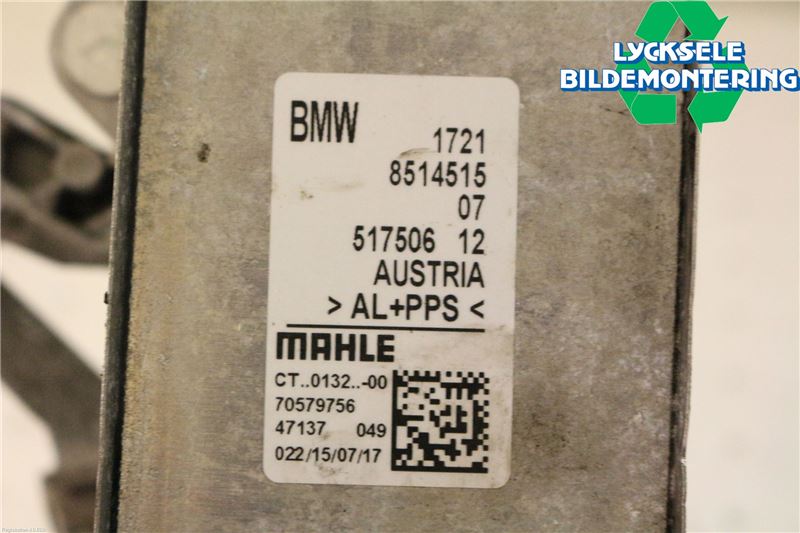 LYCKSELE
BILDEMONTERING
BMW 1721
8514515
07
517506 12
AUSTRIA
> AL+PPS <
MAHLE
CT..0132..-00
70579756
47137 049
022/15/07/17